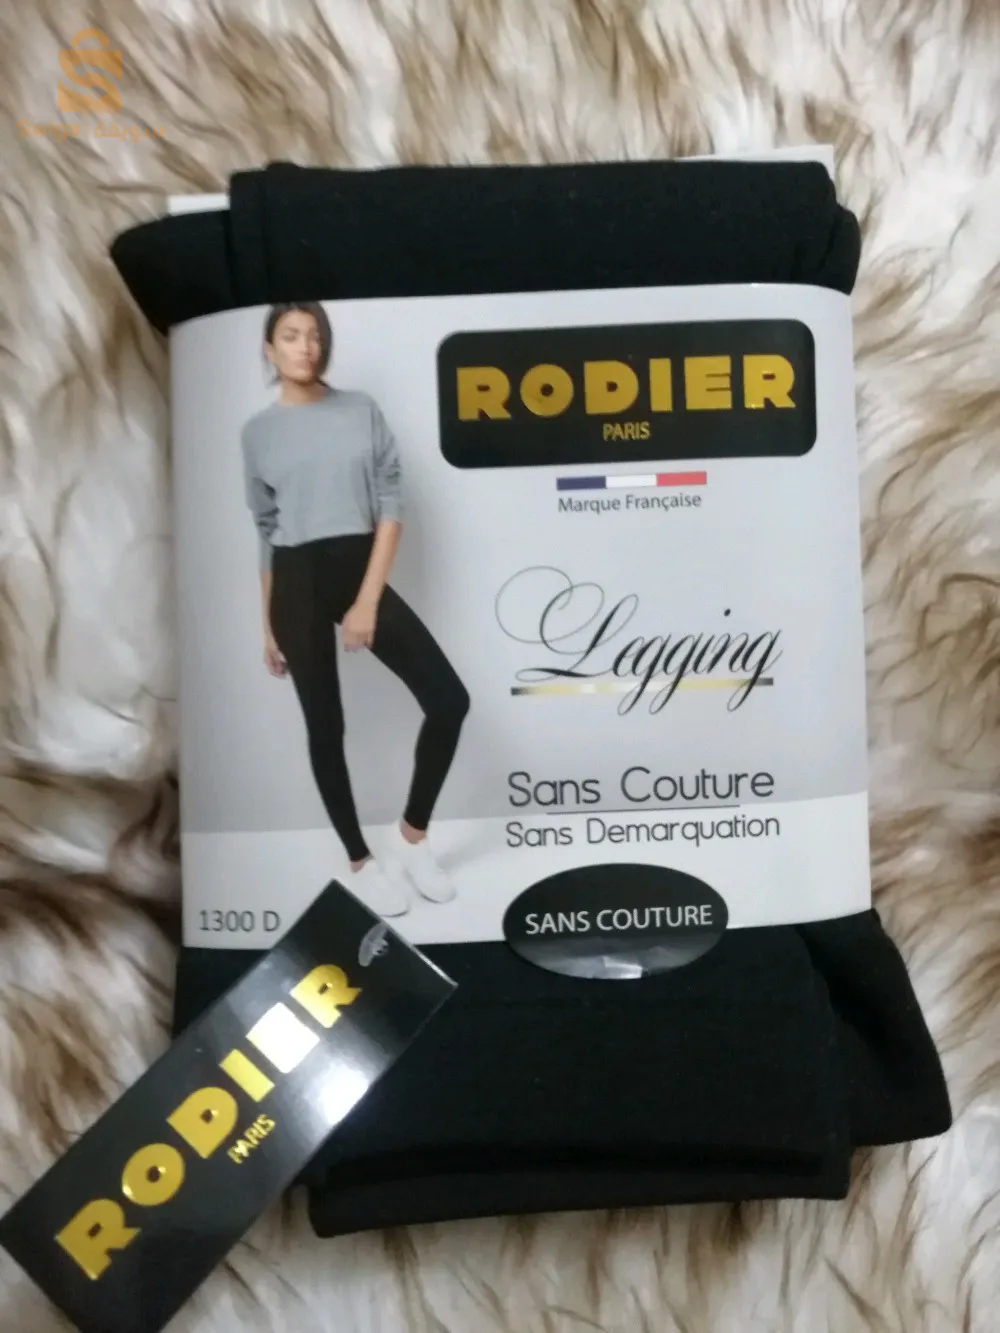 RODIER
PARIS
Marque Française
Legging
Sans Couture
Sans Demarquation
1300 D
SANS COUTURE
RODIER
PARIS